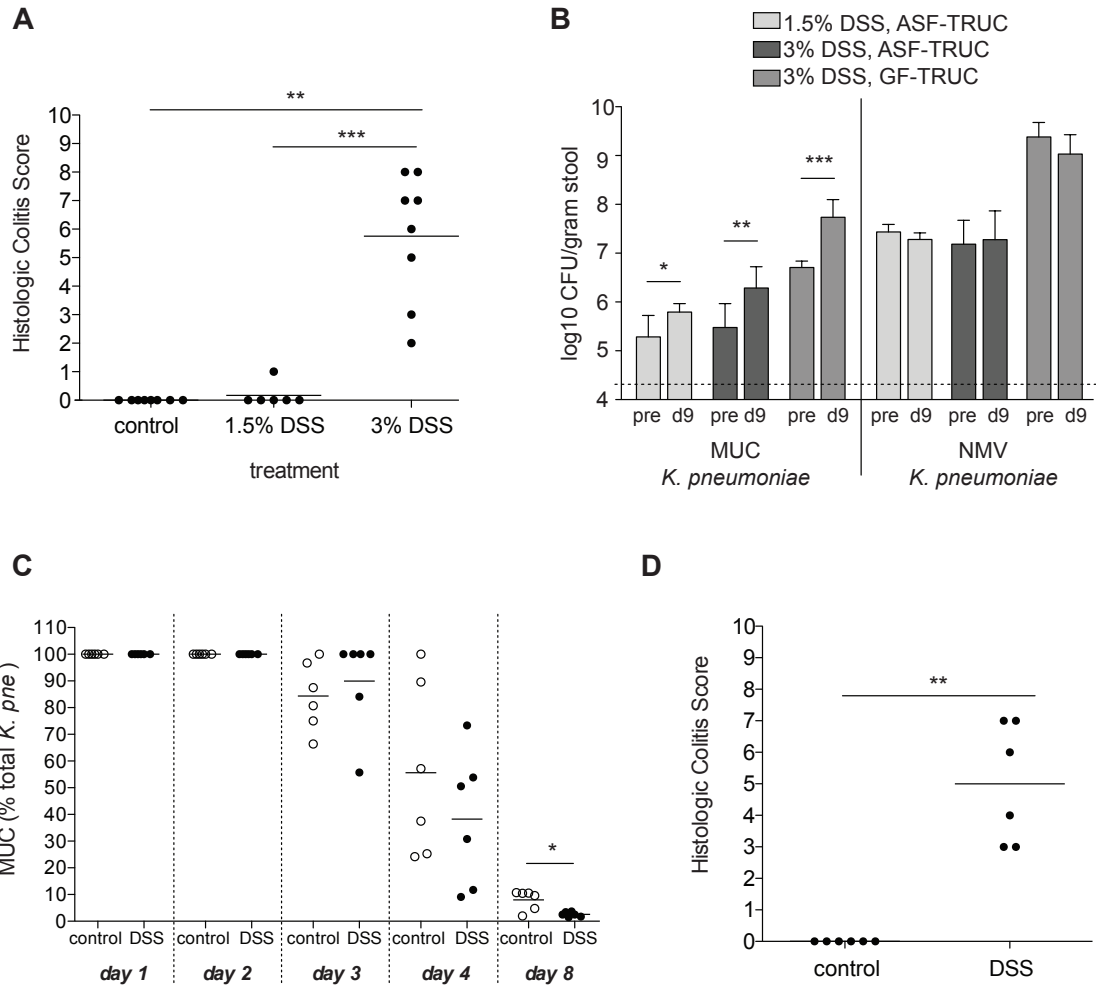 A
**
***
10
9
8
7
6
5
4
3
2
1
0
Histologic Colitis Score
control 1.5% DSS 3% DSS
treatment
B
1.5% DSS, ASF-TRUC
3% DSS, ASF-TRUC
3% DSS, GF-TRUC
10
9
8
7
6
5
4
log10 CFU/gram stool
*
**
***
pre d9 pre d9 pre d9 pre d9 pre d9 pre d9
MUC NMV
K. pneumoniae K. pneumoniae
C
110
100
90
80
70
60
50
40
30
20
10
0
MUC (% total K. pne )
*
control DSS control DSS control DSS control DSS control DSS
day 1 day 2 day 3 day 4 day 8
D
10
9
8
7
6
5
4
3
2
1
0
Histologic Colitis Score
**
control DSS